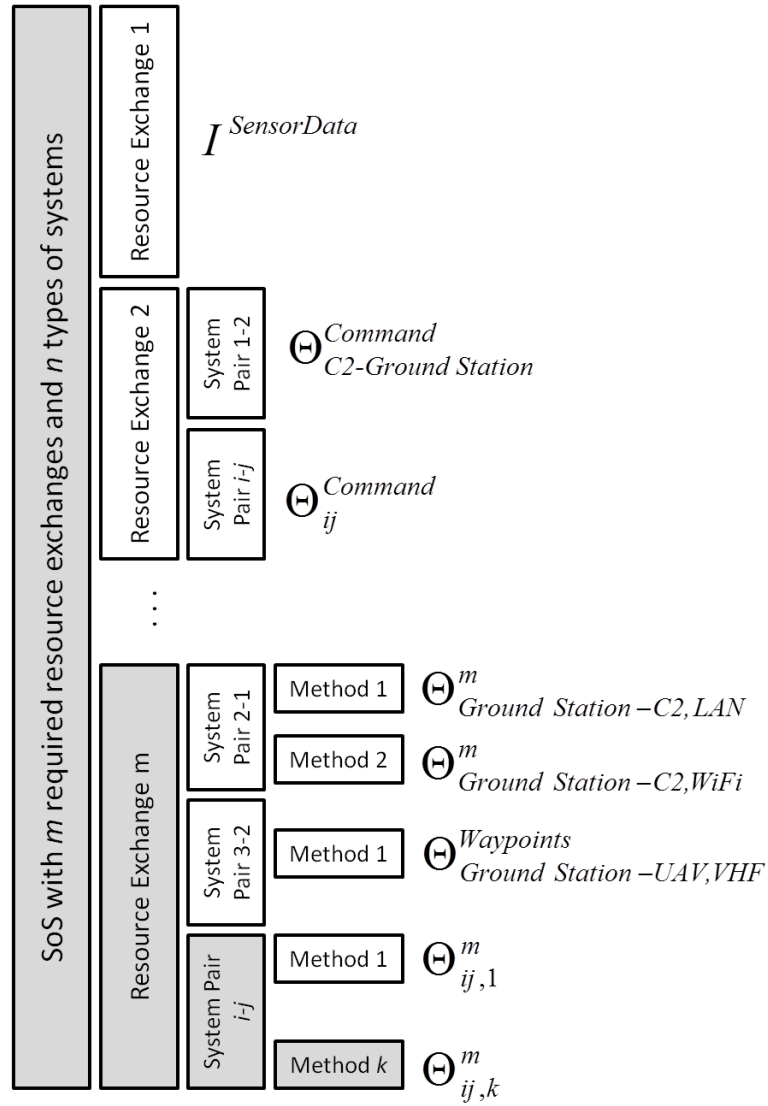 SoS with m required resource exchanges and n types of systems
Resource Exchange 1
I SensorData
Resource Exchange 2
System
Pair 1-2
Θ Command
C2-Ground Station
System
Pair i-j
Θ Command
ij
...
Resource Exchange m
System
Pair 2-1
Method 1
Θ m
Ground Station – C2, LAN
Method 2
Θ m
Ground Station – C2,WiFi
System
Pair 3-2
Method 1
Θ Waypoints
Ground Station –UAV,VHF
System Pair
i-j
Method 1
Θ m
ij ,1
Method k
Θ m
ij ,k